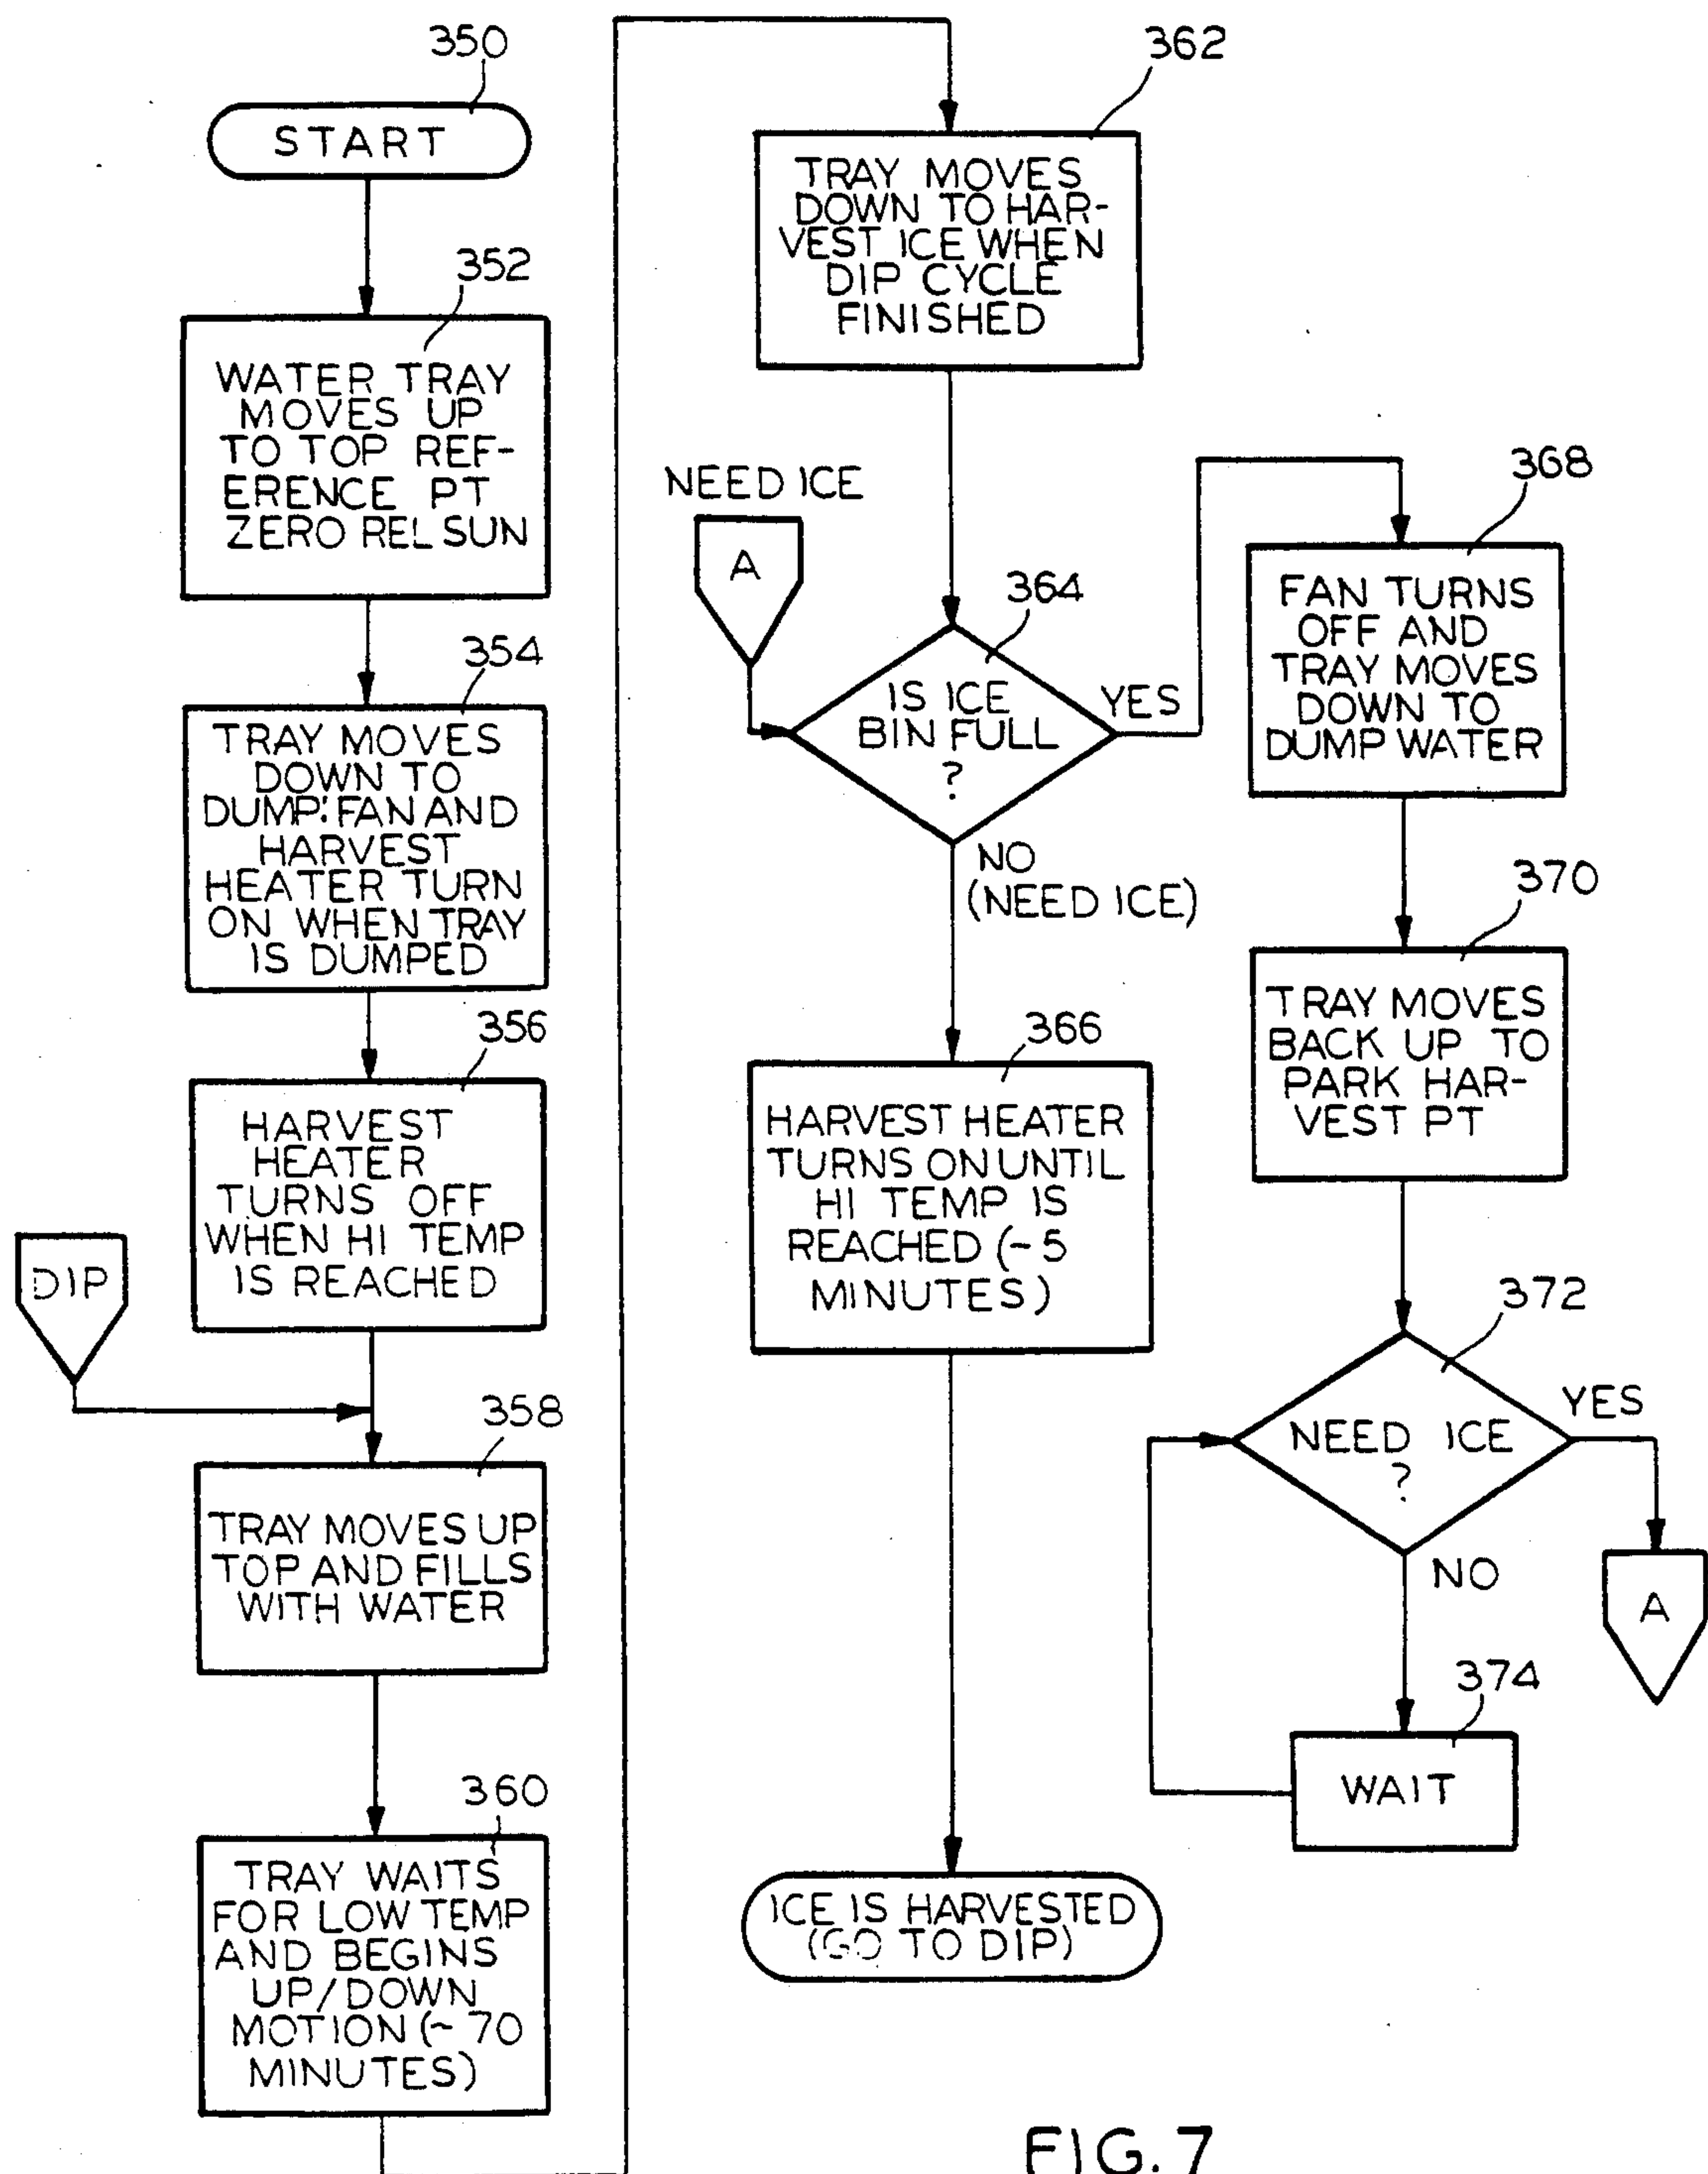 350
START
352
WATER TRAY
MOVES UP
TO TOP REF-
ERENCE PT
ZERO REL SUN
354
TRAY MOVES
DOWN TO
DUMP: FAN AND
HARVEST
HEATER TURN
ON WHEN TRAY
IS DUMPED
356
HARVEST
HEATER
TURNS OFF
WHEN HI TEMP
IS REACHED
DIP
358
TRAY MOVES UP
TOP AND FILLS
WITH WATER
360
TRAY WAITS
FOR LOW TEMP
AND BEGINS
UP/DOWN
MOTION (~70
MINUTES)
362
TRAY MOVES
DOWN TO HAR-
VEST ICE WHEN
DIP CYCLE
FINISHED
NEED ICE
A
364
IS ICE
BIN FULL
?
YES
NO
(NEED ICE)
366
HARVEST HEATER
TURNS ON UNTIL
HI TEMP IS
REACHED (~5
MINUTES)
ICE IS HARVESTED
(GO TO DIP)
368
FAN TURNS
OFF AND
TRAY MOVES
DOWN TO
DUMP WATER
370
TRAY MOVES
BACK UP TO
PARK HAR-
VEST PT
372
NEED ICE
?
YES
NO
A
374
WAIT
FIG. 7